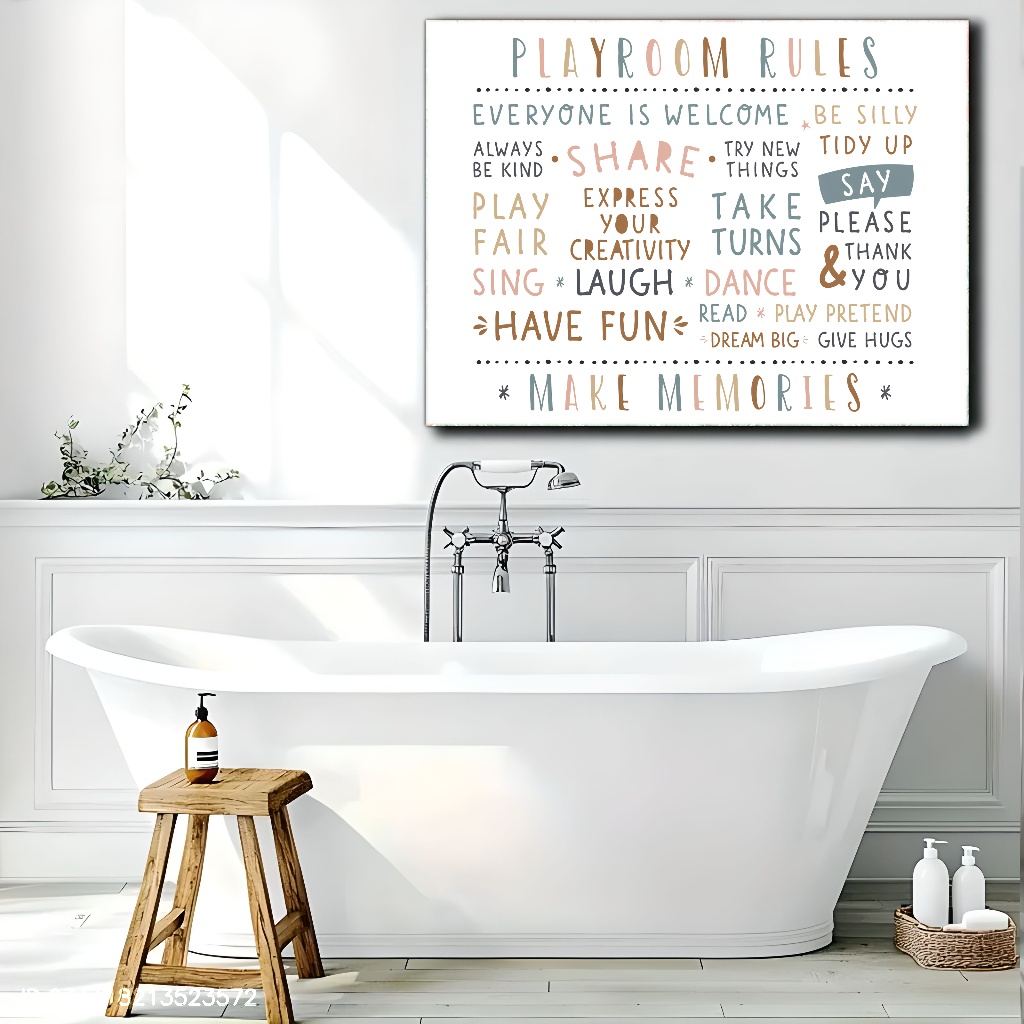 PLAYROOM RULES
EVERYONE IS WELCOME
BE SILLY
ALWAYS
BE KIND
SHARE
TRY NEW
THINGS
TIDY UP
SAY
PLEASE
& THANK
YOU
PLAY
FAIR
EXPRESS
YOUR
CREATIVITY
TAKE
TURNS
SING * LAUGH * DANCE
HAVE FUN
READ * PLAY PRETEND
DREAM BIG
GIVE HUGS
* MAKE MEMORIES *